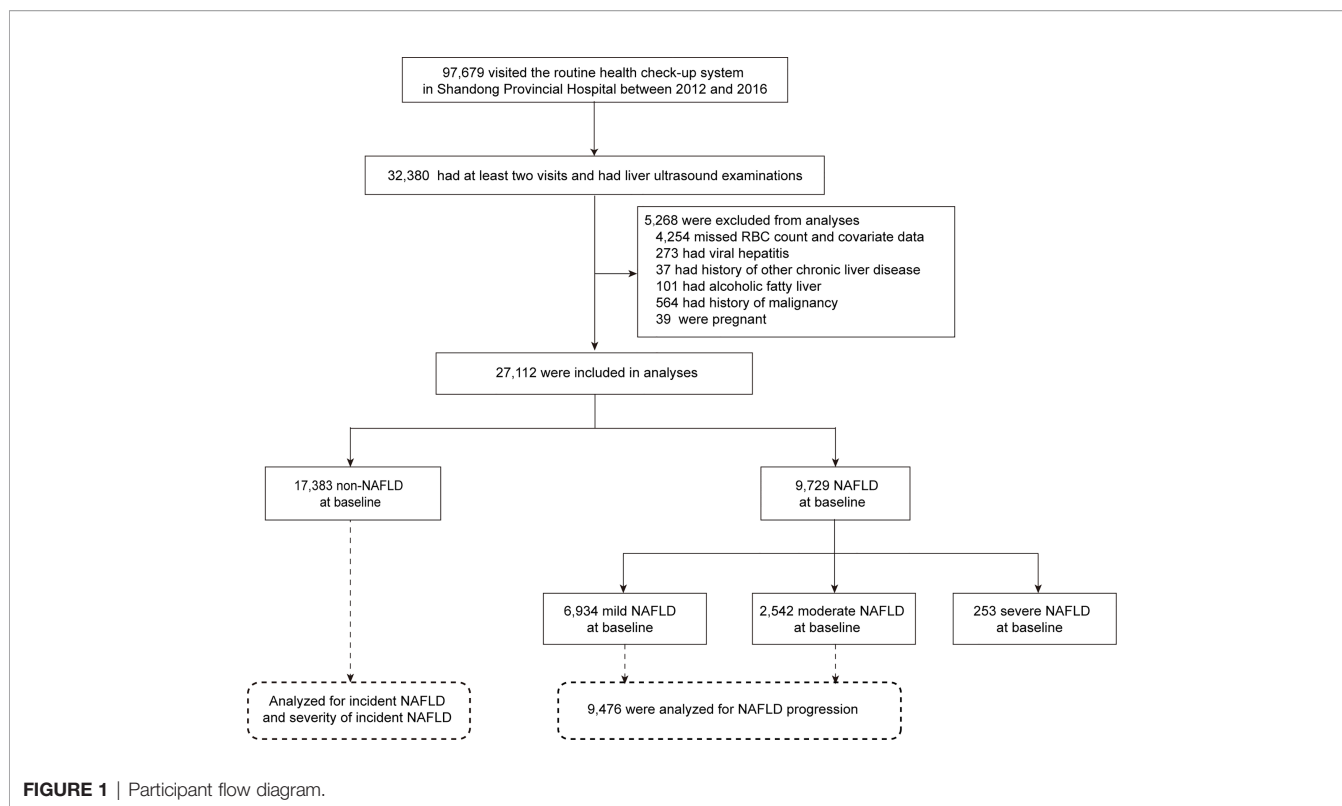 97,679 visited the routine health check-up system
in Shandong Provincial Hospital between 2012 and 2016
32,380 had at least two visits and had liver ultrasound examinations
5,268 were excluded from analyses
4,254 missed RBC count and covariate data
273 had viral hepatitis
37 had history of other chronic liver disease
101 had alcoholic fatty liver
564 had history of malignancy
39 were pregnant
27,112 were included in analyses
17,383 non-NAFLD
at baseline
9,729 NAFLD
at baseline
6,934 mild NAFLD
at baseline
2,542 moderate NAFLD
at baseline
253 severe NAFLD
at baseline
Analyzed for incident NAFLD
and severity of incident NAFLD
9,476 were analyzed for NAFLD progression
FIGURE 1 | Participant flow diagram.